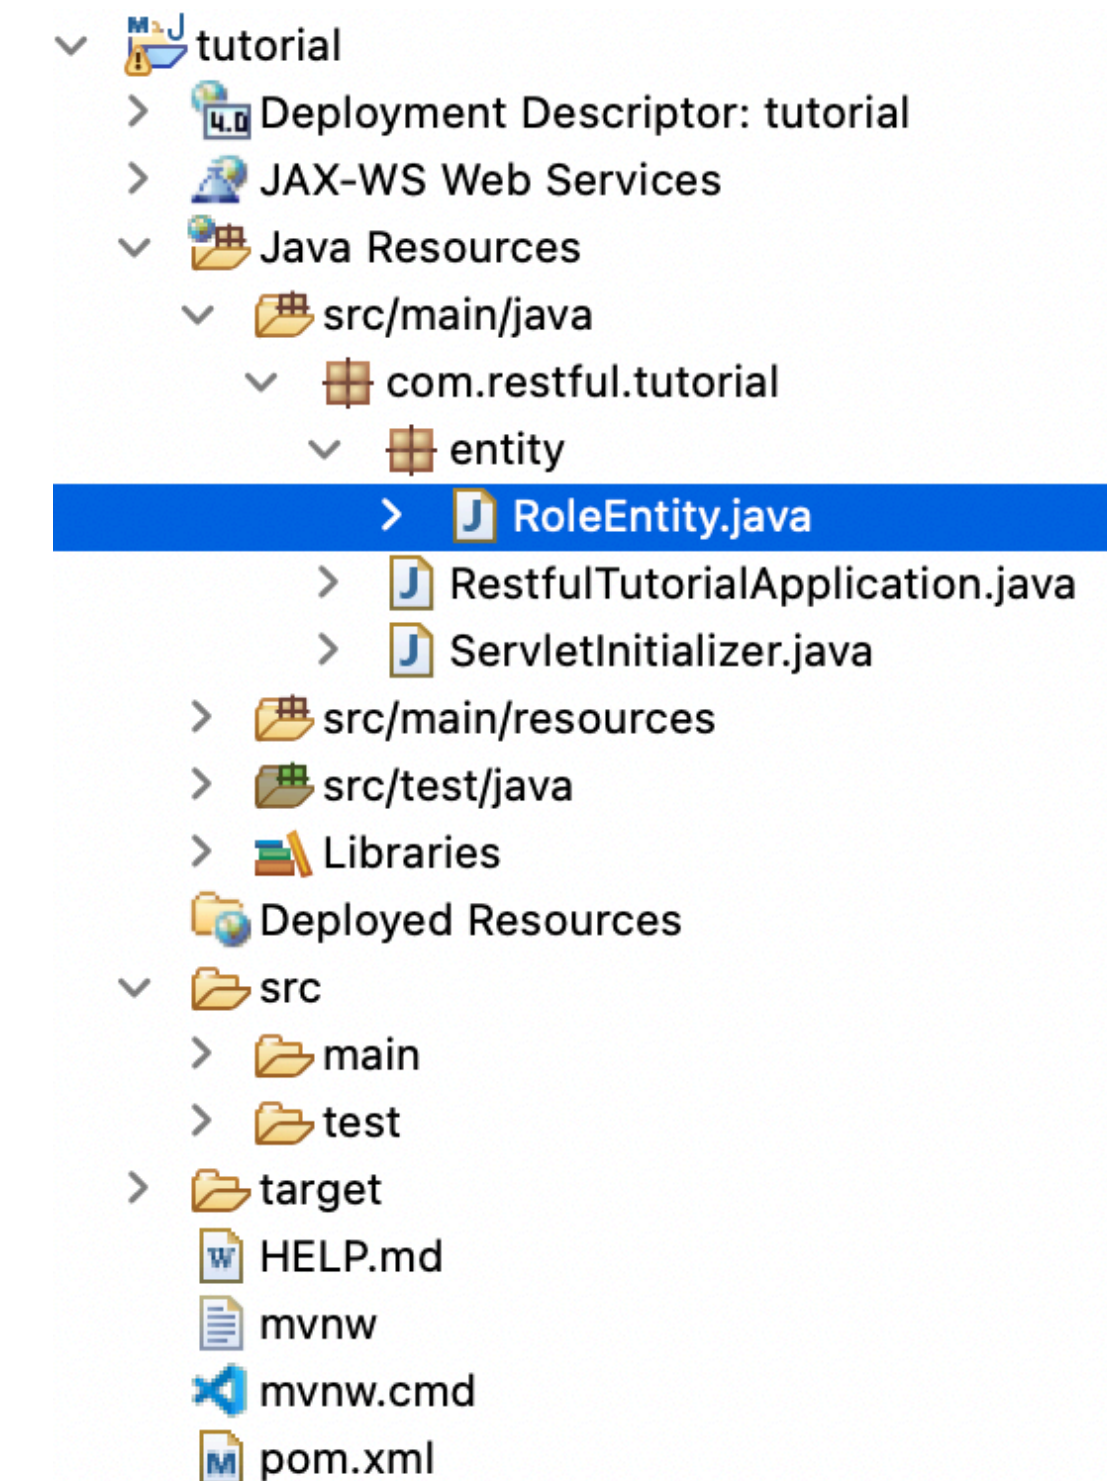 tutorial
4.0 Deployment Descriptor: tutorial
JAX-WS Web Services
Java Resources
src/main/java
com.restful.tutorial
entity
J RoleEntity.java
J RestfulTutorialApplication.java
J ServletInitializer.java
src/main/resources
src/test/java
Libraries
Deployed Resources
src
main
test
target
W HELP.md
mvnw
mvnw.cmd
M pom.xml